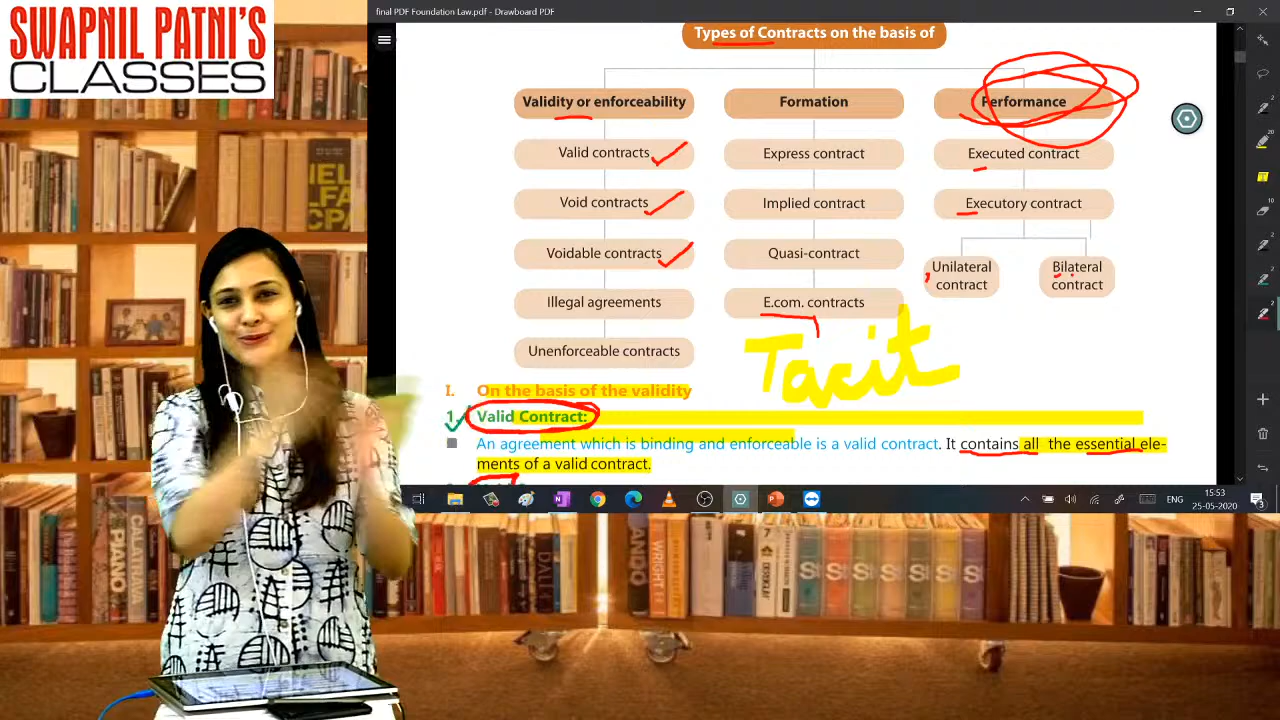 SWAPNIL PATNI'S
CLASSES
final PDF Foundation Law.pdf - Drawboard PDF
Types of Contracts on the basis of
Validity or enforceability
Formation
Performance
Valid contracts
Express contract
Executed contract
Void contracts
Implied contract
Executory contract
Voidable contracts
Quasi-contract
Unilateral
contract
Bilateral
contract
Illegal agreements
E.com. contracts
Unenforceable contracts
Tacit
I. On the basis of the validity
1. Valid Contract:
An agreement which is binding and enforceable is a valid contract. It contains all the essential ele-
ments of a valid contract.
ENG
15:53
25-05-2020
3